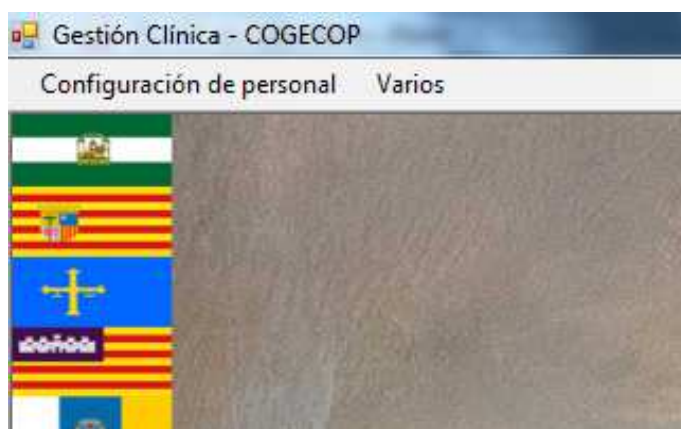 Gestión Clínica - COGECOP
Configuración de personal Varios